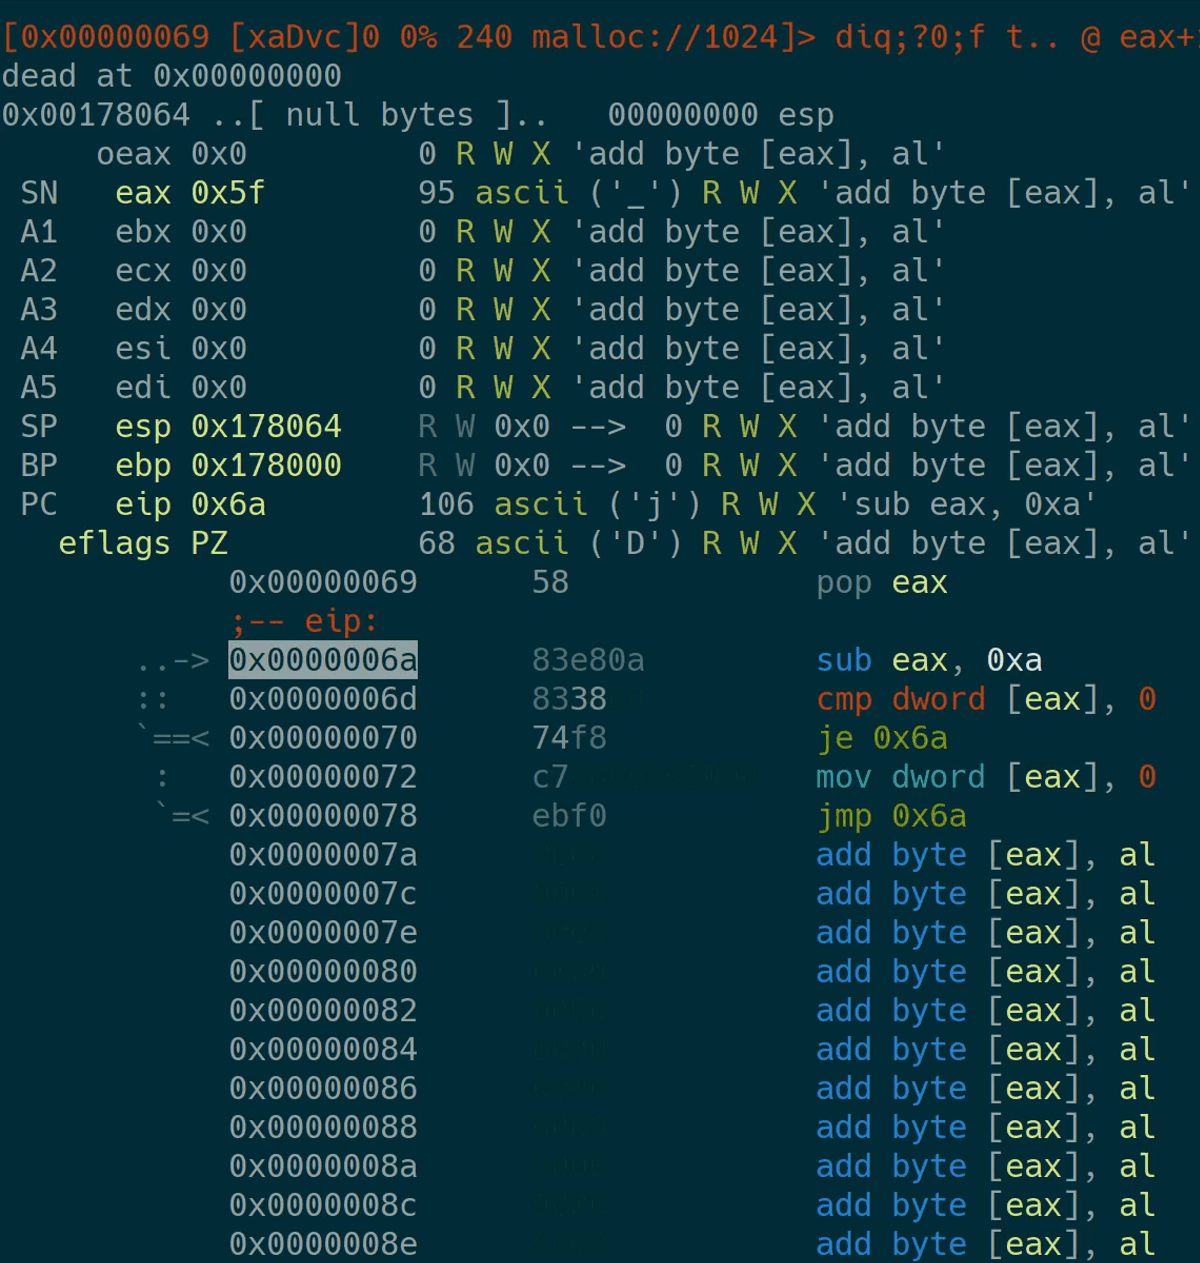 [0x00000069 [xaDvc]0 0% 240 malloc://1024]> diq;?0;f t.. @ eax+
dead at 0x00000000
0x00178064 ..[ null bytes ].. 00000000 esp
oeax 0x0 0 R W X 'add byte [eax], al'
SN eax 0x5f 95 ascii ('_') R W X 'add byte [eax], al'
A1 ebx 0x0 0 R W X 'add byte [eax], al'
A2 ecx 0x0 0 R W X 'add byte [eax], al'
A3 edx 0x0 0 R W X 'add byte [eax], al'
A4 esi 0x0 0 R W X 'add byte [eax], al'
A5 edi 0x0 0 R W X 'add byte [eax], al'
SP esp 0x178064 R W 0x0 --> 0 R W X 'add byte [eax], al'
BP ebp 0x178000 R W 0x0 --> 0 R W X 'add byte [eax], al'
PC eip 0x6a 106 ascii ('j') R W X 'sub eax, 0xa'
eflags PZ 68 ascii ('D') R W X 'add byte [eax], al'
0x00000069 58 pop eax
;-- eip:
..-> 0x0000006a 83e80a sub eax, 0xa
:: 0x0000006d 8338 cmp dword [eax], 0
`==< 0x00000070 74f8 je 0x6a
: 0x00000072 c7 mov dword [eax], 0
`=< 0x00000078 ebf0 jmp 0x6a
0x0000007a add byte [eax], al
0x0000007c add byte [eax], al
0x0000007e add byte [eax], al
0x00000080 add byte [eax], al
0x00000082 add byte [eax], al
0x00000084 add byte [eax], al
0x00000086 add byte [eax], al
0x00000088 add byte [eax], al
0x0000008a add byte [eax], al
0x0000008c add byte [eax], al
0x0000008e add byte [eax], al